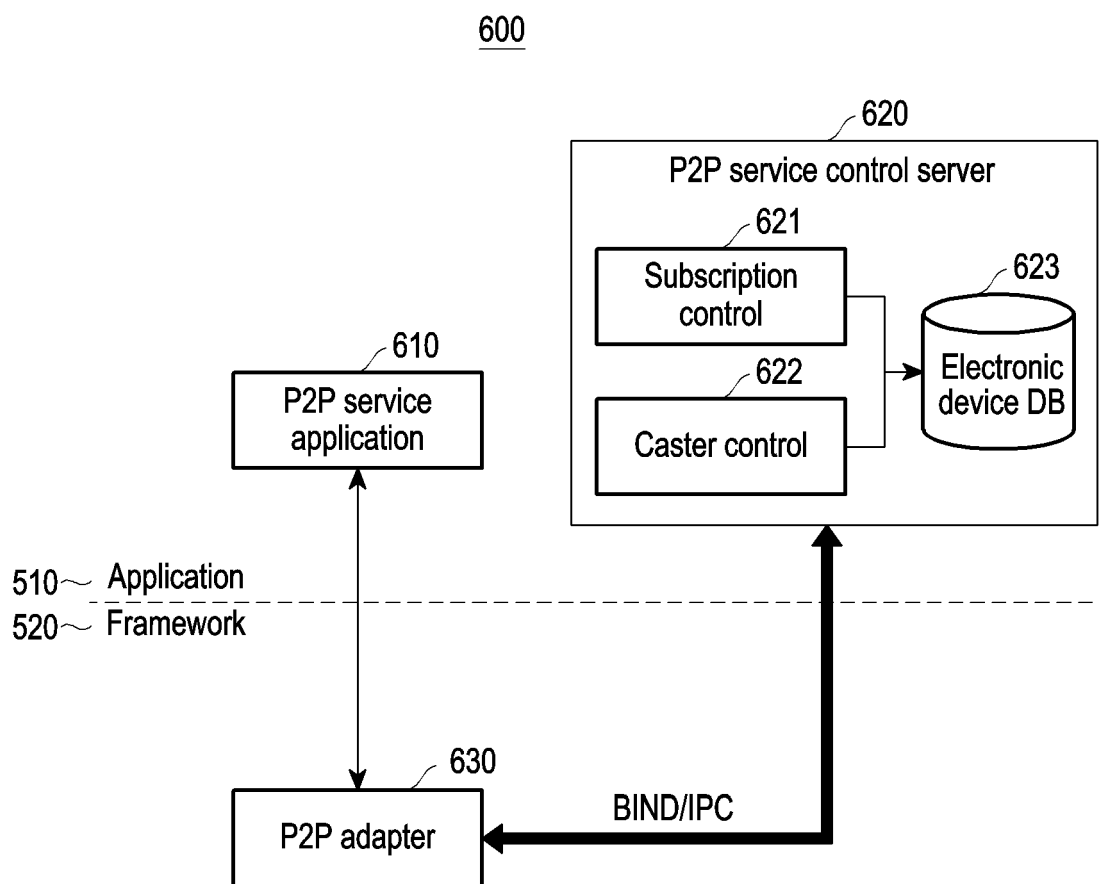 600
620
P2P service control server
621
Subscription
control
623
Electronic
device DB
622
Caster control
610
P2P service
application
510 Application
520 Framework
630
P2P adapter
BIND/IPC